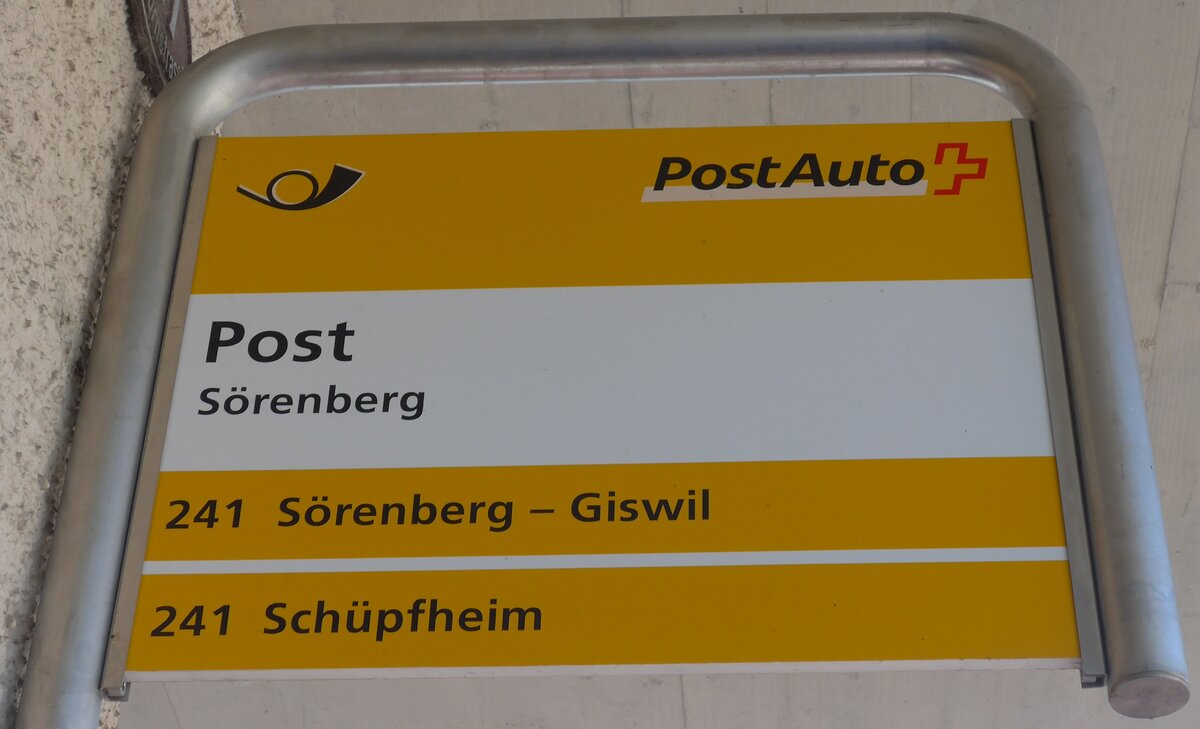 PostAuto
Post
Sörenberg
241 Sörenberg – Giswil
241 Schüpfheim